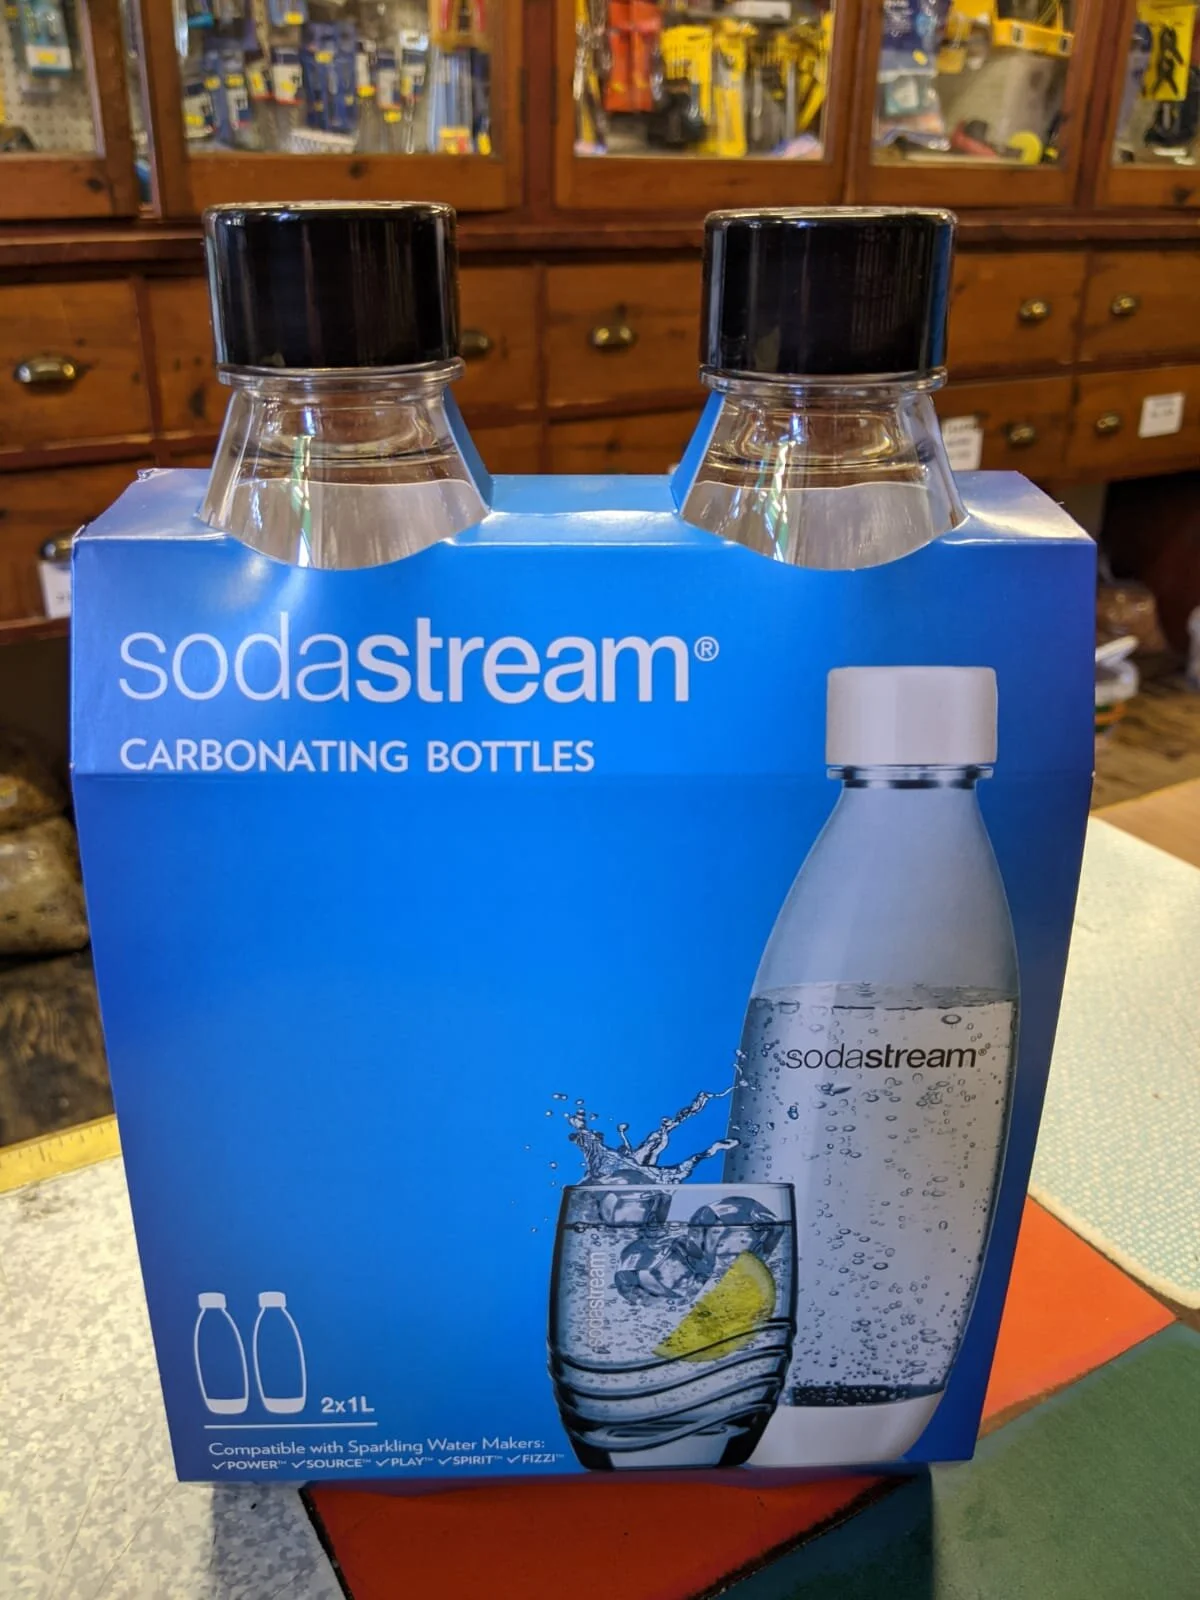 sodastream®
CARBONATING BOTTLES
sodastream®
sodastream
2x1L
Compatible with Sparkling Water Makers:
✓POWER™ ✓SOURCE™ ✓PLAY™ ✓SPIRIT™ ✓FIZZI™